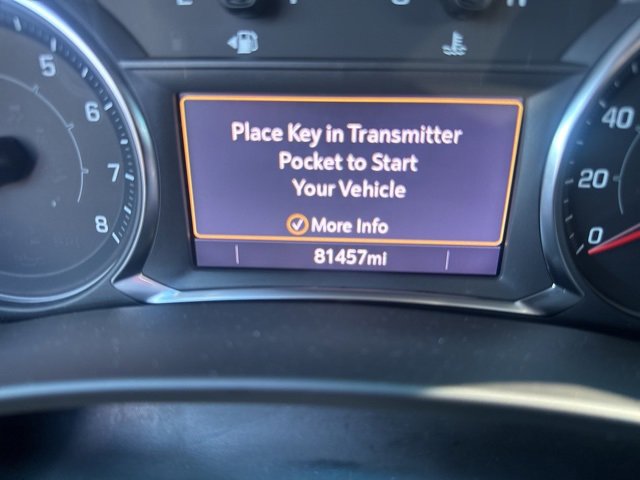 E
H
5
6
7
8
Place Key in Transmitter
Pocket to Start
Your Vehicle
More Info
81457mi
40
20
0